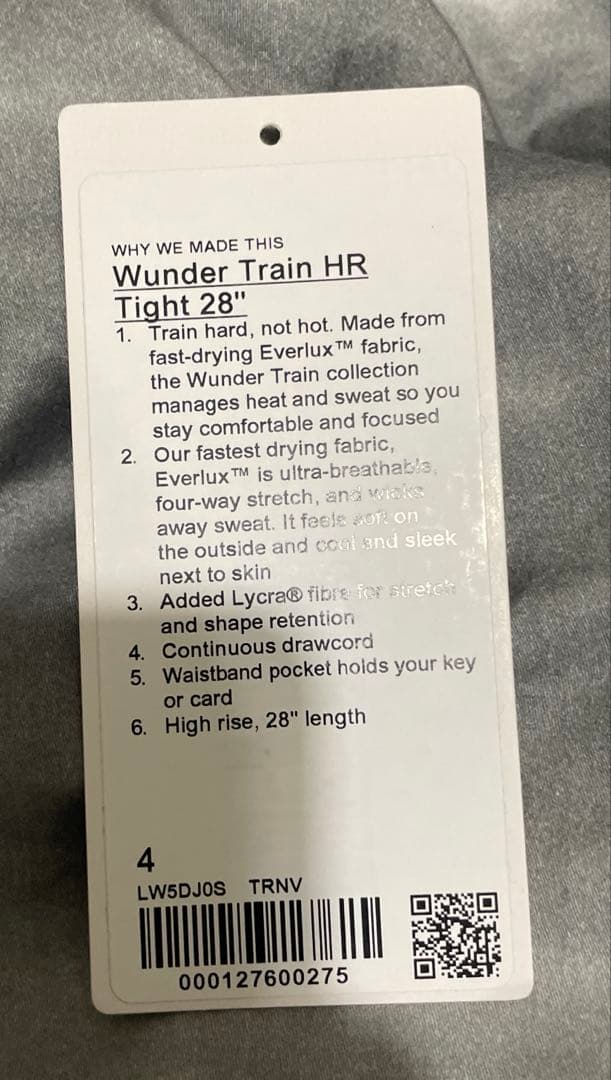 WHY WE MADE THIS
Wunder Train HR
Tight 28"
1. Train hard, not hot. Made from
fast-drying Everlux™ fabric,
the Wunder Train collection
manages heat and sweat so you
stay comfortable and focused
2. Our fastest drying fabric,
Everlux™ is ultra-breathable,
four-way stretch, and wicks
away sweat. It feels soft on
the outside and cool and sleek
next to skin
3. Added Lycra® fibre for stretch
and shape retention
4. Continuous drawcord
5. Waistband pocket holds your key
or card
6. High rise, 28" length
4
LW5DJ0S TRNV
000127600275